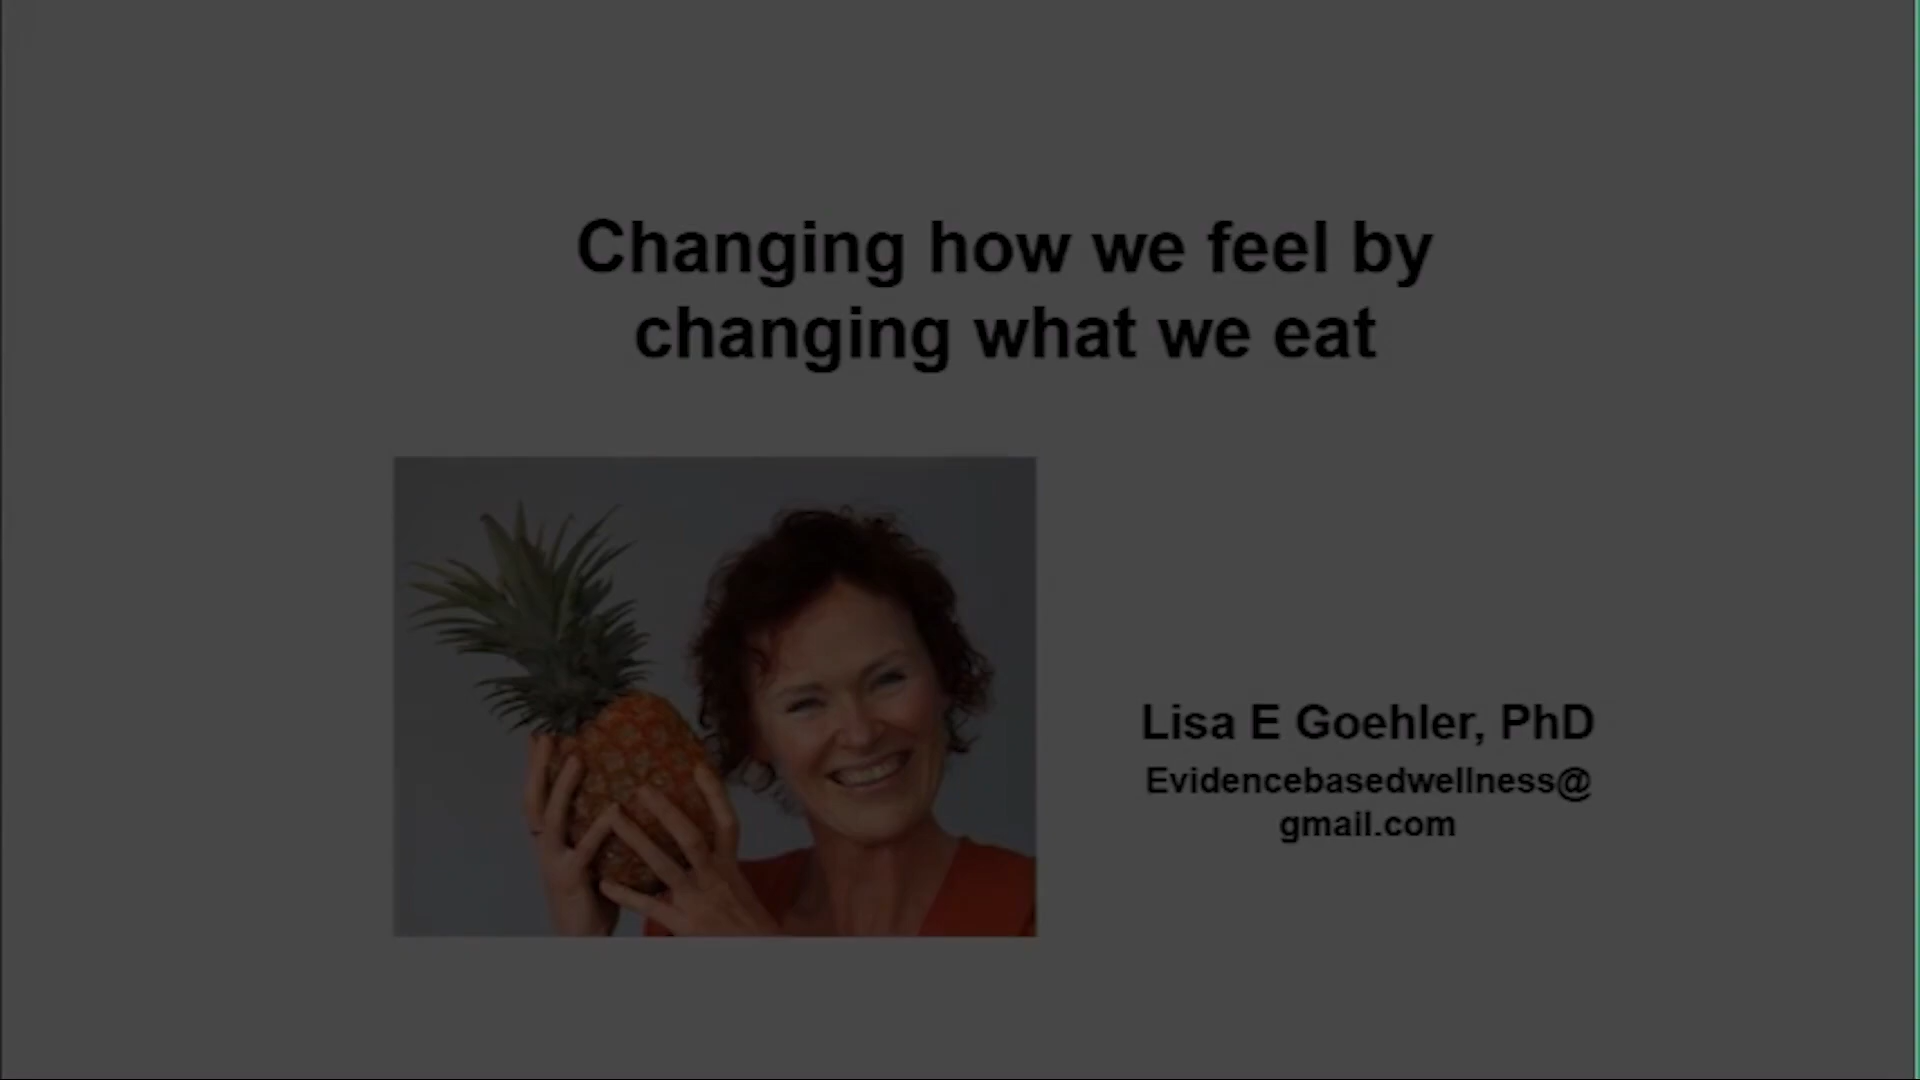 Changing how we feel by
changing what we eat
Lisa E Goehler, PhD
Evidencebasedwellness@
gmail.com